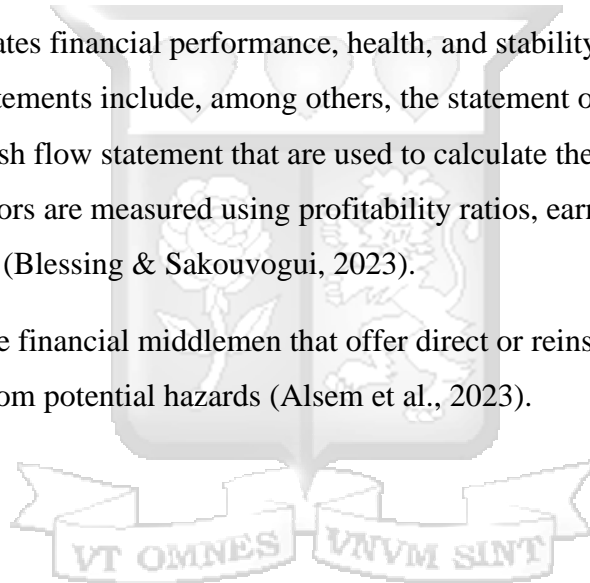 ates financial performance, health, and stability
tements include, among others, the statement o
sh flow statement that are used to calculate the
ors are measured using profitability ratios, earn
(Blessing & Sakouvogui, 2023).
e financial middlemen that offer direct or reins
om potential hazards (Alsem et al., 2023).
VT OMNES VNVM SINT